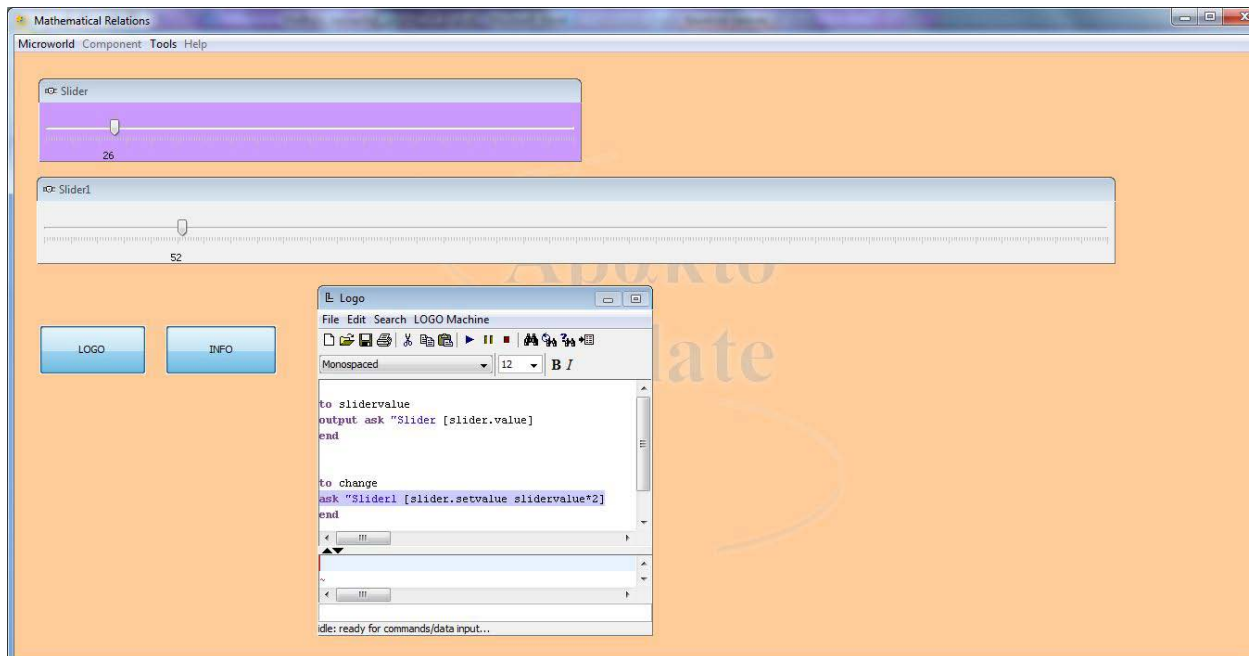 Mathematical Relations
Microworld Component Tools Help
Slider
26
Slider1
52
LOGO
INFO
Logo
File Edit Search LOGO Machine
Monospaced 12 B I
to slidervalue
output ask "Slider [slider.value]
end
to change
ask "Slider1 [slider.setvalue slidervalue*2]
end
~
idle: ready for commands/data input...